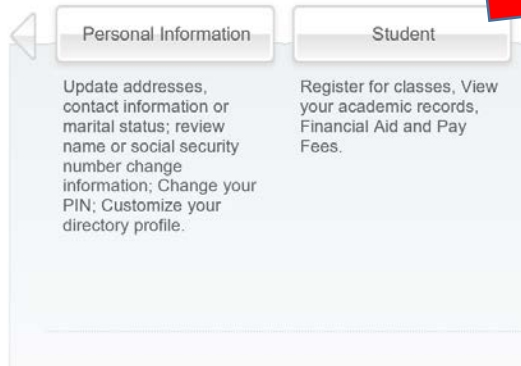 Personal Information
Student
Update addresses,
contact information or
marital status; review
name or social security
number change
information; Change your
PIN; Customize your
directory profile.
Register for classes, View
your academic records,
Financial Aid and Pay
Fees.